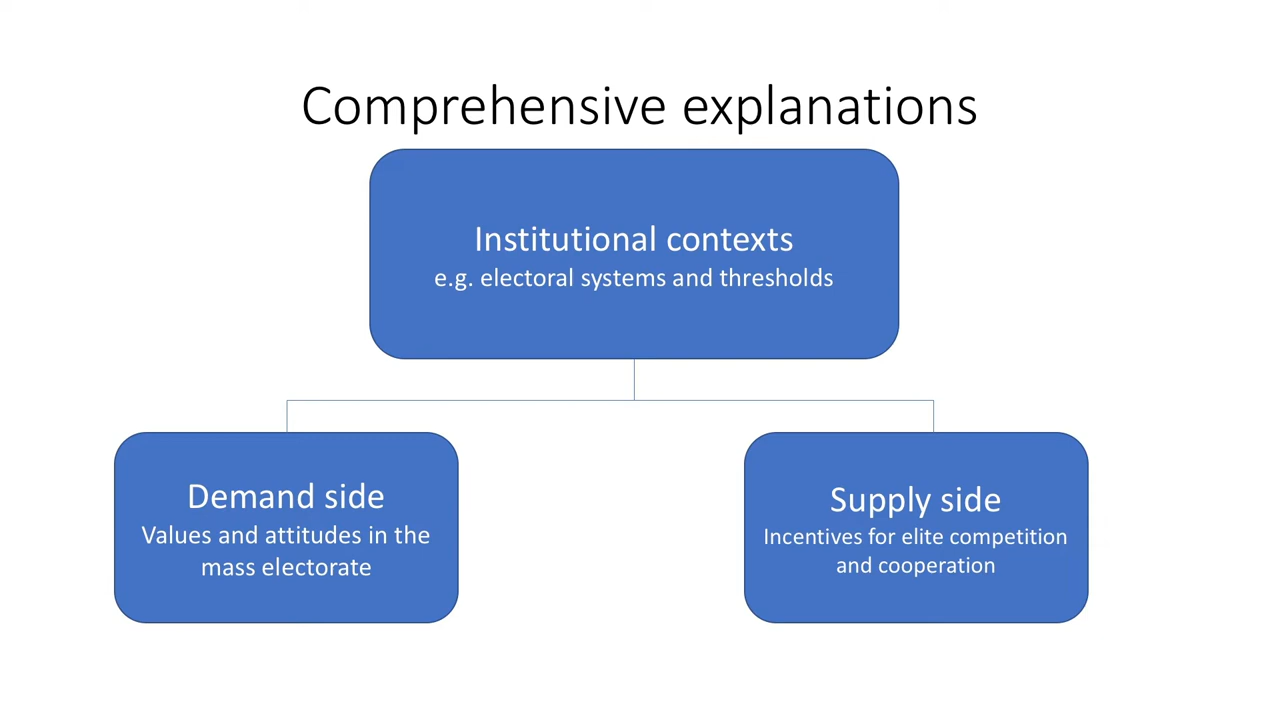 Comprehensive explanations
Institutional contexts
e.g. electoral systems and thresholds
Demand side
Values and attitudes in the
mass electorate
Supply side
Incentives for elite competition
and cooperation